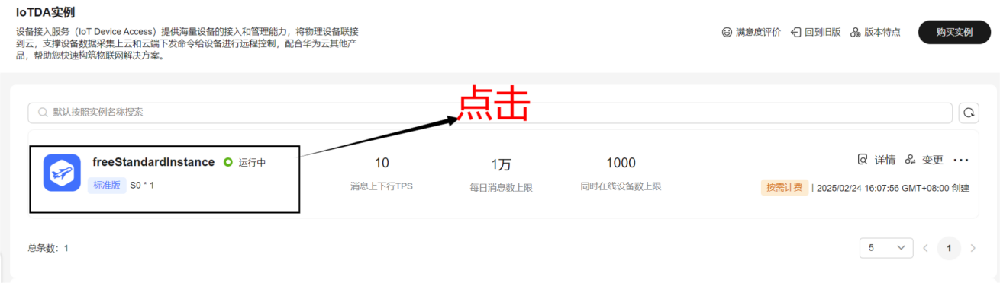 IoTDA实例
设备接入服务（IoT Device Access）提供海量设备的接入和管理能力，将物理设备联接
到云，支撑设备数据采集上云和云端下发命令给设备进行远程控制，配合华为云其他产
品，帮助您快速构筑物联网解决方案。
满意度评价 回到旧版 版本特点 购买实例
点击
默认按照实例名称搜索
freeStandardInstance 运行中
标准版 S0 * 1
10
消息上下行TPS
1万
每日消息数上限
1000
同时在线设备数上限
详情 变更 ···
按需计费 | 2025/02/24 16:07:56 GMT+08:00 创建
总条数：1
5 < 1 >